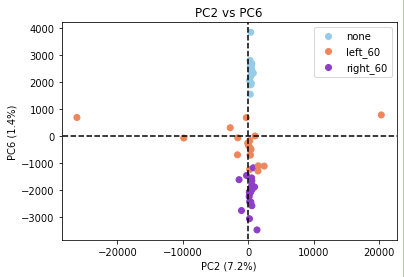 PC2 vs PC6
none
left_60
right_60
4000
3000
2000
1000
0
−1000
−2000
−3000
PC6 (1.4%)
−20000
−10000
0
10000
20000
PC2 (7.2%)